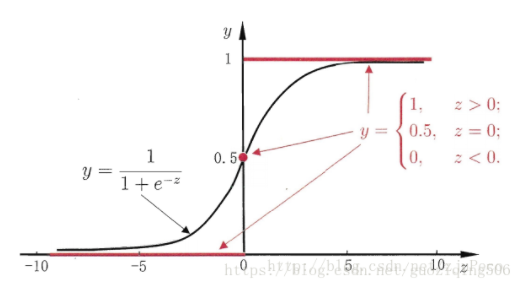 y
1
y = { 1, z > 0;
0.5, z = 0;
0, z < 0.
0.5
y = 1 / (1 + e^{-z})
-10 -5 0 5 10 z